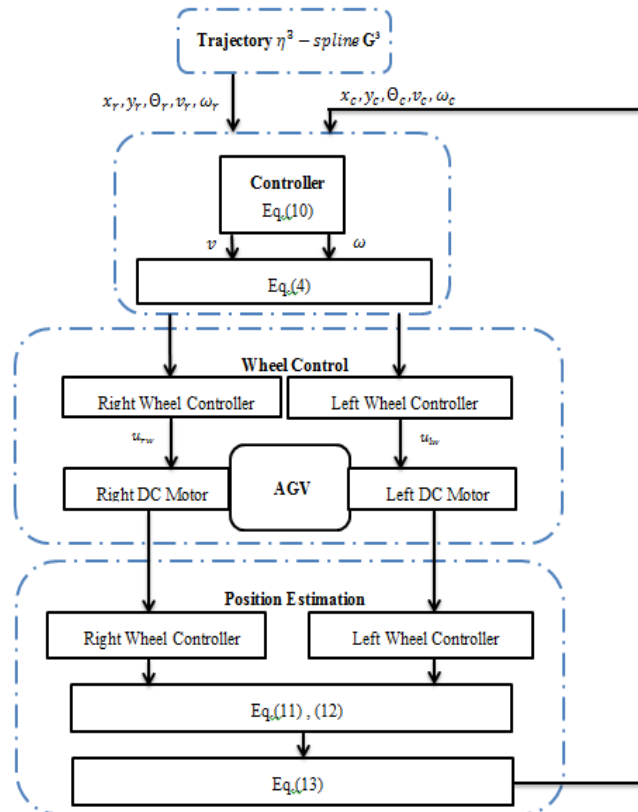 Trajectory η³ – spline G³
x_r, y_r, Θ_r, v_r, ω_r
x_c, y_c, Θ_c, v_c, ω_c
Controller
Eq.(10)
v ω
Eq.(4)
Wheel Control
Right Wheel Controller
Left Wheel Controller
u_rw
u_lw
Right DC Motor
AGV
Left DC Motor
Position Estimation
Right Wheel Controller
Left Wheel Controller
Eq.(11) , (12)
Eq.(13)